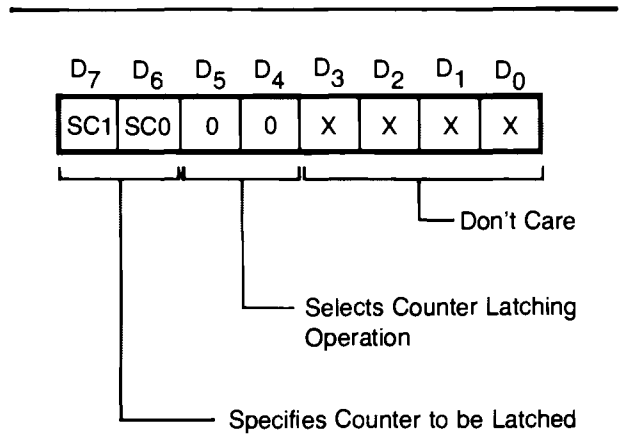 D7 D6 D5 D4 D3 D2 D1 D0
SC1 SC0 0 0 X X X X
Don't Care
Selects Counter Latching
Operation
Specifies Counter to be Latched